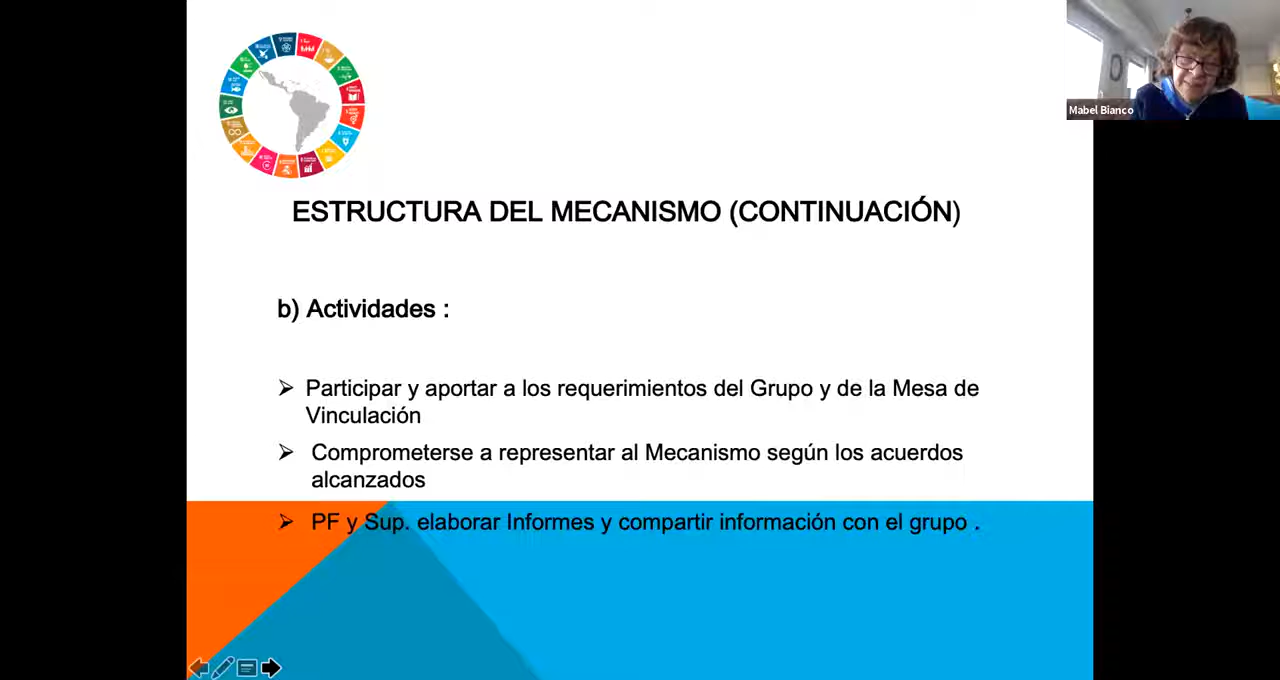 Mabel Bianco
ESTRUCTURA DEL MECANISMO (CONTINUACIÓN)
b) Actividades :
Participar y aportar a los requerimientos del Grupo y de la Mesa de
Vinculación
Comprometerse a representar al Mecanismo según los acuerdos
alcanzados
PF y Sup. elaborar Informes y compartir información con el grupo .